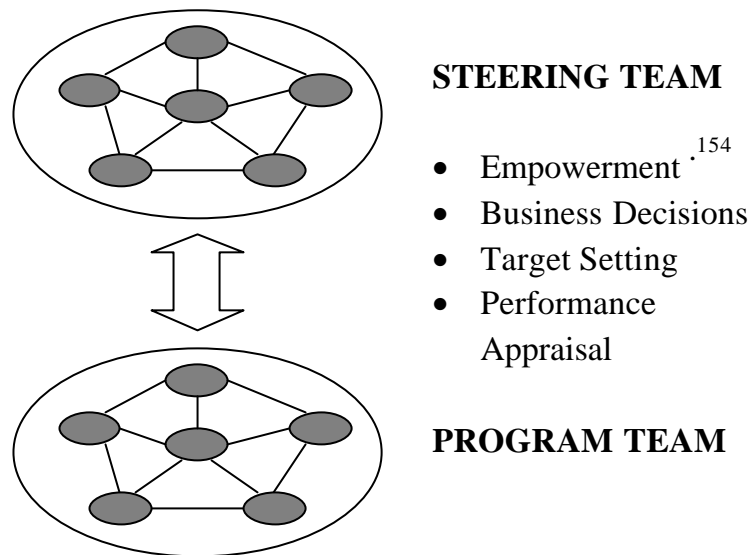 STEERING TEAM
• Empowerment .154
• Business Decisions
• Target Setting
• Performance
Appraisal
PROGRAM TEAM